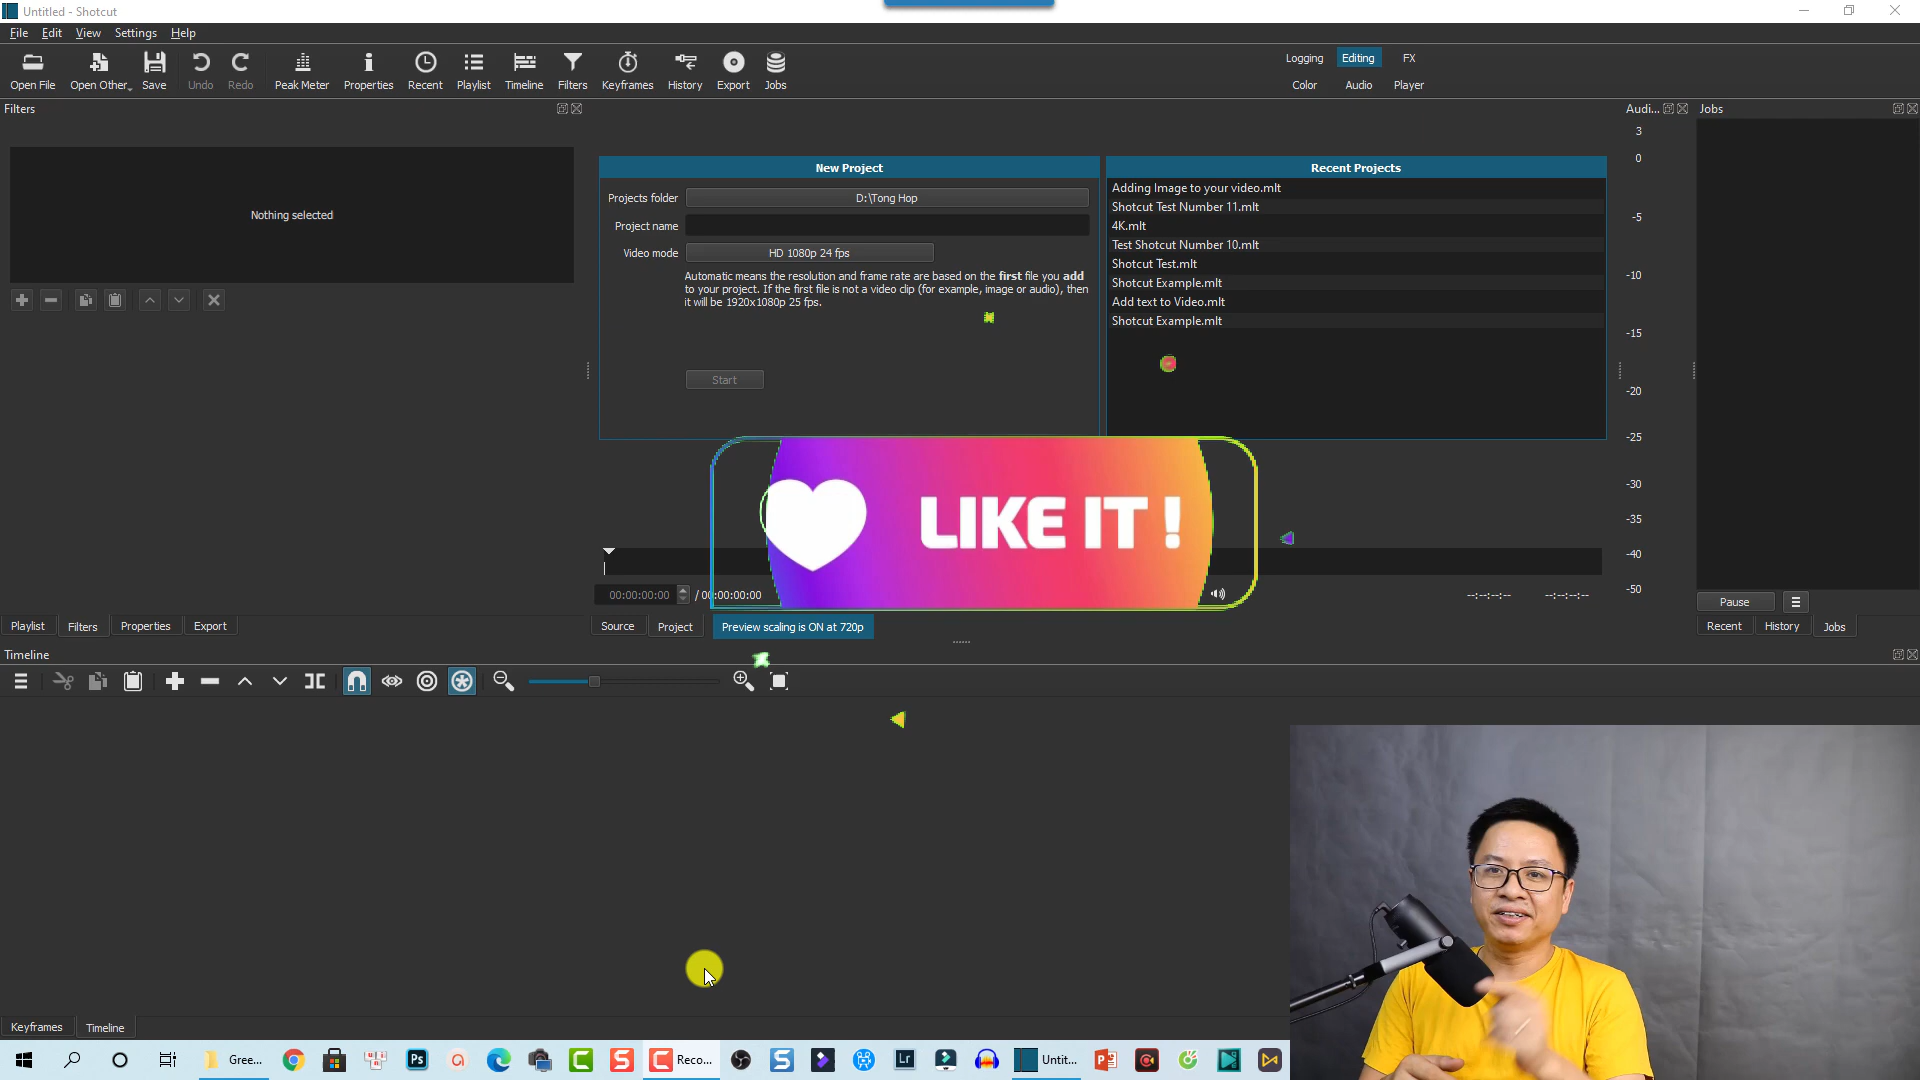 Untitled - Shotcut
File Edit View Settings Help
Open File Open Other Save Undo Redo Peak Meter Properties Recent Playlist Timeline Filters Keyframes History Export Jobs
Logging Editing FX
Color Audio Player
Filters
Audi...
Jobs
Nothing selected
New Project
Projects folder D:\Tong Hop
Project name
Video mode HD 1080p 24 fps
Automatic means the resolution and frame rate are based on the first file you add
to your project. If the first file is not a video clip (for example, image or audio), then
it will be 1920x1080p 25 fps.
Start
Recent Projects
Adding Image to your video.mlt
Shotcut Test Number 11.mlt
4K.mlt
Test Shotcut Number 10.mlt
Shotcut Test.mlt
Shotcut Example.mlt
Add text to Video.mlt
Shotcut Example.mlt
3
0
-5
-10
-15
-20
-25
-30
-35
-40
-50
LIKE IT !
00:00:00:00 / 00:00:00:00
--:--:--:-- --:--:--:--
Pause
Playlist Filters Properties Export
Source Project Preview scaling is ON at 720p
Recent History Jobs
Timeline
Keyframes Timeline
Gree...
Ps
Reco...
Lr
Untit...